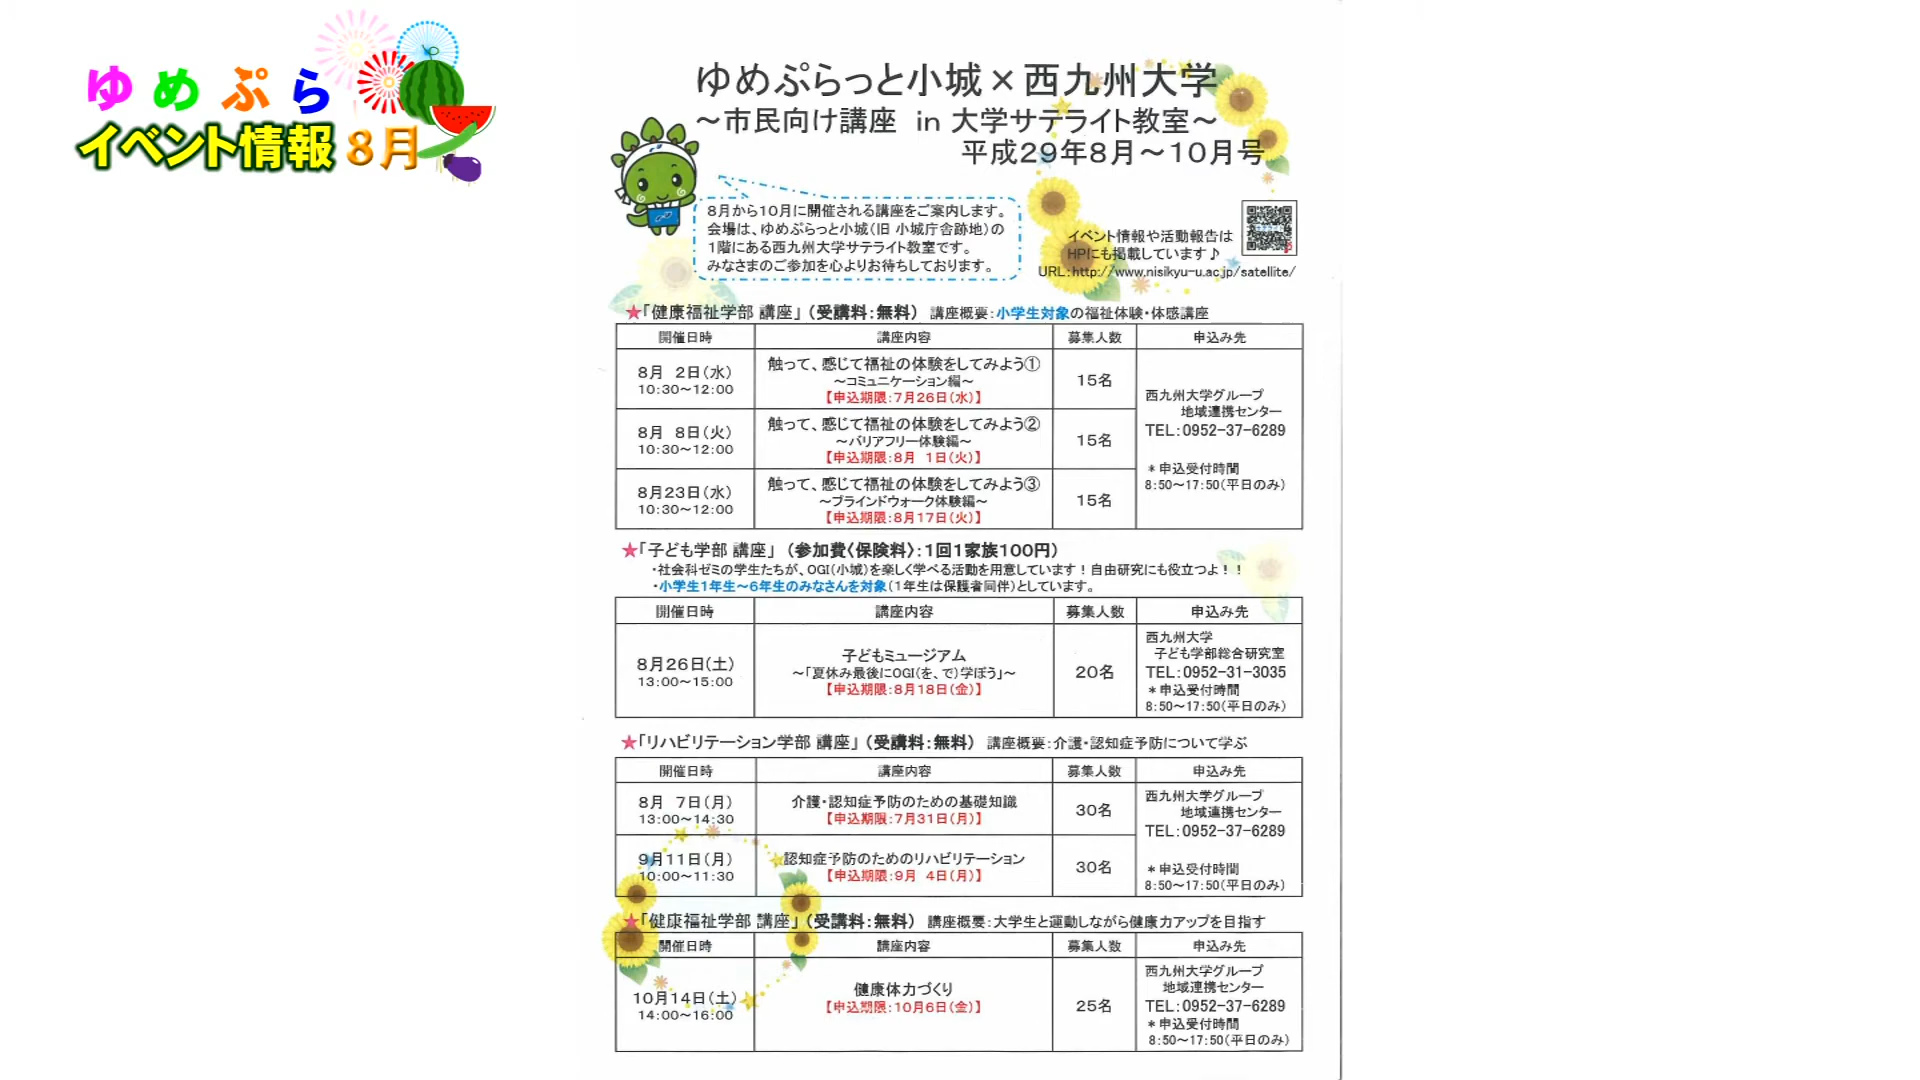 ゆめぷら
イベント情報 8月
ゆめぷらっと小城×西九州大学
～市民向け講座 in 大学サテライト教室～
平成29年8月～10月号
8月から10月に開催される講座をご案内します。
会場は、ゆめぷらっと小城(旧 小城庁舎跡地)の
1階にある西九州大学サテライト教室です。
みなさまのご参加を心よりお待ちしております。
イベント情報や活動報告は
HPにも掲載しています♪
URL:http://www.nisikyu-u.ac.jp/satellite/
★「健康福祉学部 講座」(受講料:無料) 講座概要:小学生対象の福祉体験・体感講座
開催日時 講座内容 募集人数 申込み先
8月 2日(水)
10:30～12:00
触って、感じて福祉の体験をしてみよう①
～コミュニケーション編～
【申込期限:7月26日(水)】
15名
8月 8日(火)
10:30～12:00
触って、感じて福祉の体験をしてみよう②
～バリアフリー体験編～
【申込期限:8月 1日(火)】
15名
8月23日(水)
10:30～12:00
触って、感じて福祉の体験をしてみよう③
～ブラインドウォーク体験編～
【申込期限:8月17日(火)】
15名
西九州大学グループ
地域連携センター
TEL:0952-37-6289
＊申込受付時間
8:50～17:50(平日のみ)
★「子ども学部 講座」 (参加費〈保険料〉:1回1家族100円)
・社会科ゼミの学生たちが、OGI(小城)を楽しく学べる活動を用意しています！自由研究にも役立つよ！！
・小学生1年生～6年生のみなさんを対象(1年生は保護者同伴)としています。
開催日時 講座内容 募集人数 申込み先
8月26日(土)
13:00～15:00
子どもミュージアム
～「夏休み最後にOGI(を、で)学ぼう」～
【申込期限:8月18日(金)】
20名
西九州大学
子ども学部総合研究室
TEL:0952-31-3035
＊申込受付時間
8:50～17:50(平日のみ)
★「リハビリテーション学部 講座」(受講料:無料) 講座概要:介護・認知症予防について学ぶ
開催日時 講座内容 募集人数 申込み先
8月 7日(月)
13:00～14:30
介護・認知症予防のための基礎知識
【申込期限:7月31日(月)】
30名
9月11日(月)
10:00～11:30
認知症予防のためのリハビリテーション
【申込期限:9月 4日(月)】
30名
西九州大学グループ
地域連携センター
TEL:0952-37-6289
＊申込受付時間
8:50～17:50(平日のみ)
★「健康福祉学部 講座」(受講料:無料) 講座概要:大学生と運動しながら健康力アップを目指す
開催日時 講座内容 募集人数 申込み先
10月14日(土)
14:00～16:00
健康体力づくり
【申込期限:10月6日(金)】
25名
西九州大学グループ
地域連携センター
TEL:0952-37-6289
＊申込受付時間
8:50～17:50(平日のみ)